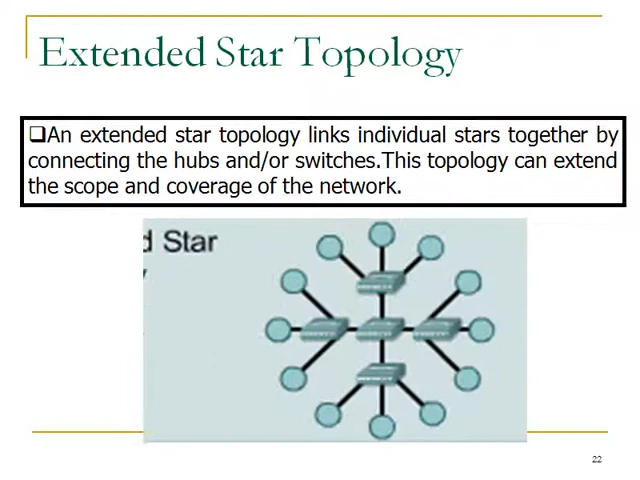 Extended Star Topology
❑An extended star topology links individual stars together by
connecting the hubs and/or switches.This topology can extend
the scope and coverage of the network.
d Star
22